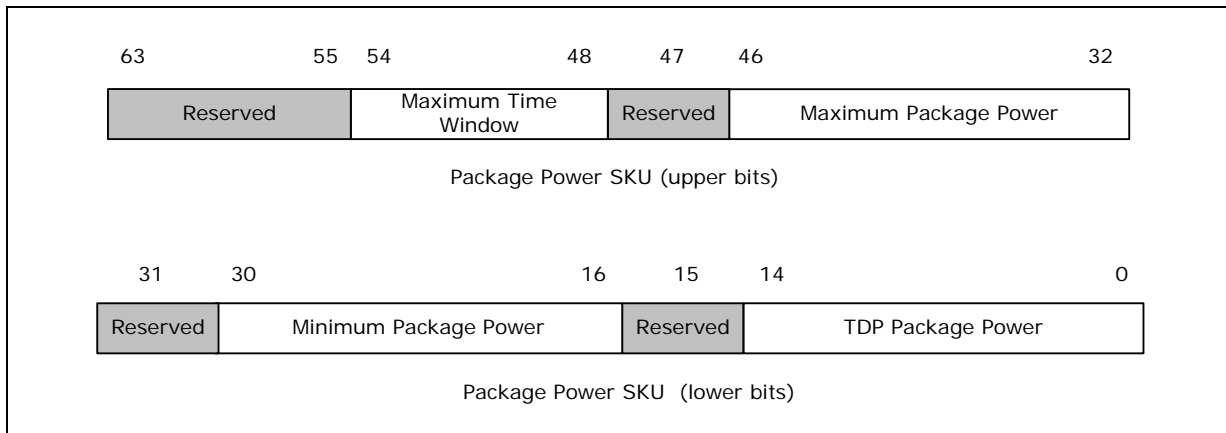 63 55 54 48 47 46 32
Reserved Maximum Time Window Reserved Maximum Package Power
Package Power SKU (upper bits)
31 30 16 15 14 0
Reserved Minimum Package Power Reserved TDP Package Power
Package Power SKU (lower bits)